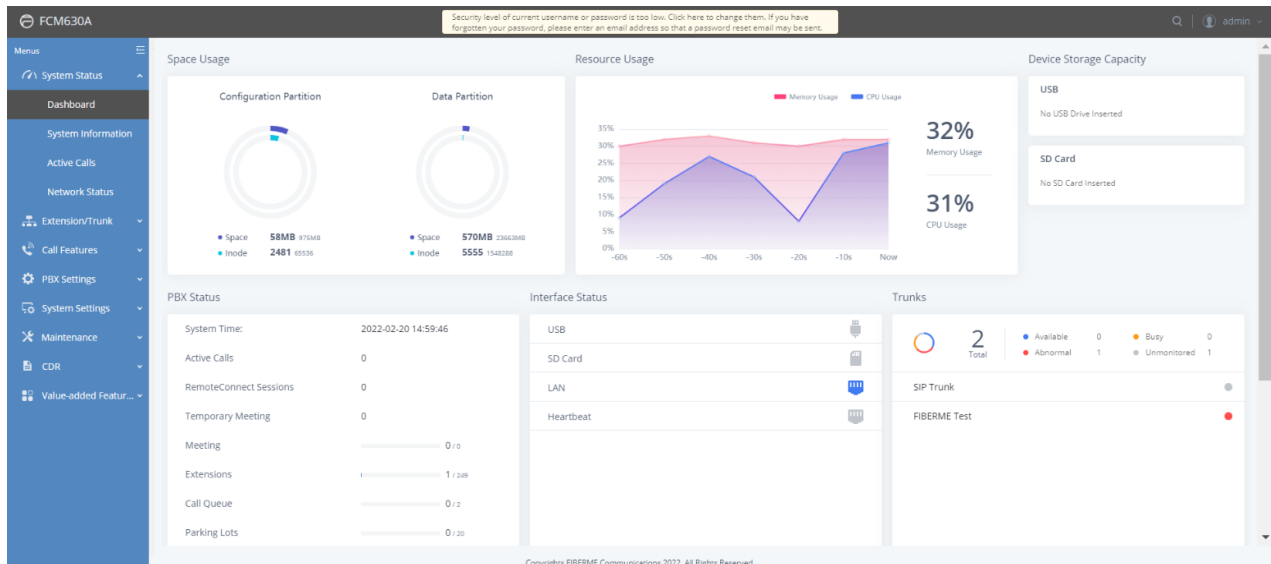 FCM630A
Security level of current username or password is too low. Click here to change them. If you have
forgotten your password, please enter an email address so that a password reset email may be sent.
admin
Menus
System Status
Dashboard
System Information
Active Calls
Network Status
Extension/Trunk
Call Features
PBX Settings
System Settings
Maintenance
CDR
Value-added Featur...
Space Usage
Configuration Partition
Data Partition
Space 58MB 975MB
Inode 2481 65536
Space 570MB 23663MB
Inode 5555 1548288
Resource Usage
Memory Usage CPU Usage
35%
30%
25%
20%
15%
10%
5%
0%
-60s -50s -40s -30s -20s -10s Now
32%
Memory Usage
31%
CPU Usage
Device Storage Capacity
USB
No USB Drive Inserted
SD Card
No SD Card Inserted
PBX Status
System Time: 2022-02-20 14:59:46
Active Calls 0
RemoteConnect Sessions 0
Temporary Meeting 0
Meeting 0 / 0
Extensions 1 / 249
Call Queue 0 / 2
Parking Lots 0 / 20
Interface Status
USB
SD Card
LAN
Heartbeat
Trunks
2
Total
Available 0 Busy 0
Abnormal 1 Unmonitored 1
SIP Trunk
FIBERME Test
Copyrights FIBERME Communications 2022. All Rights Reserved.